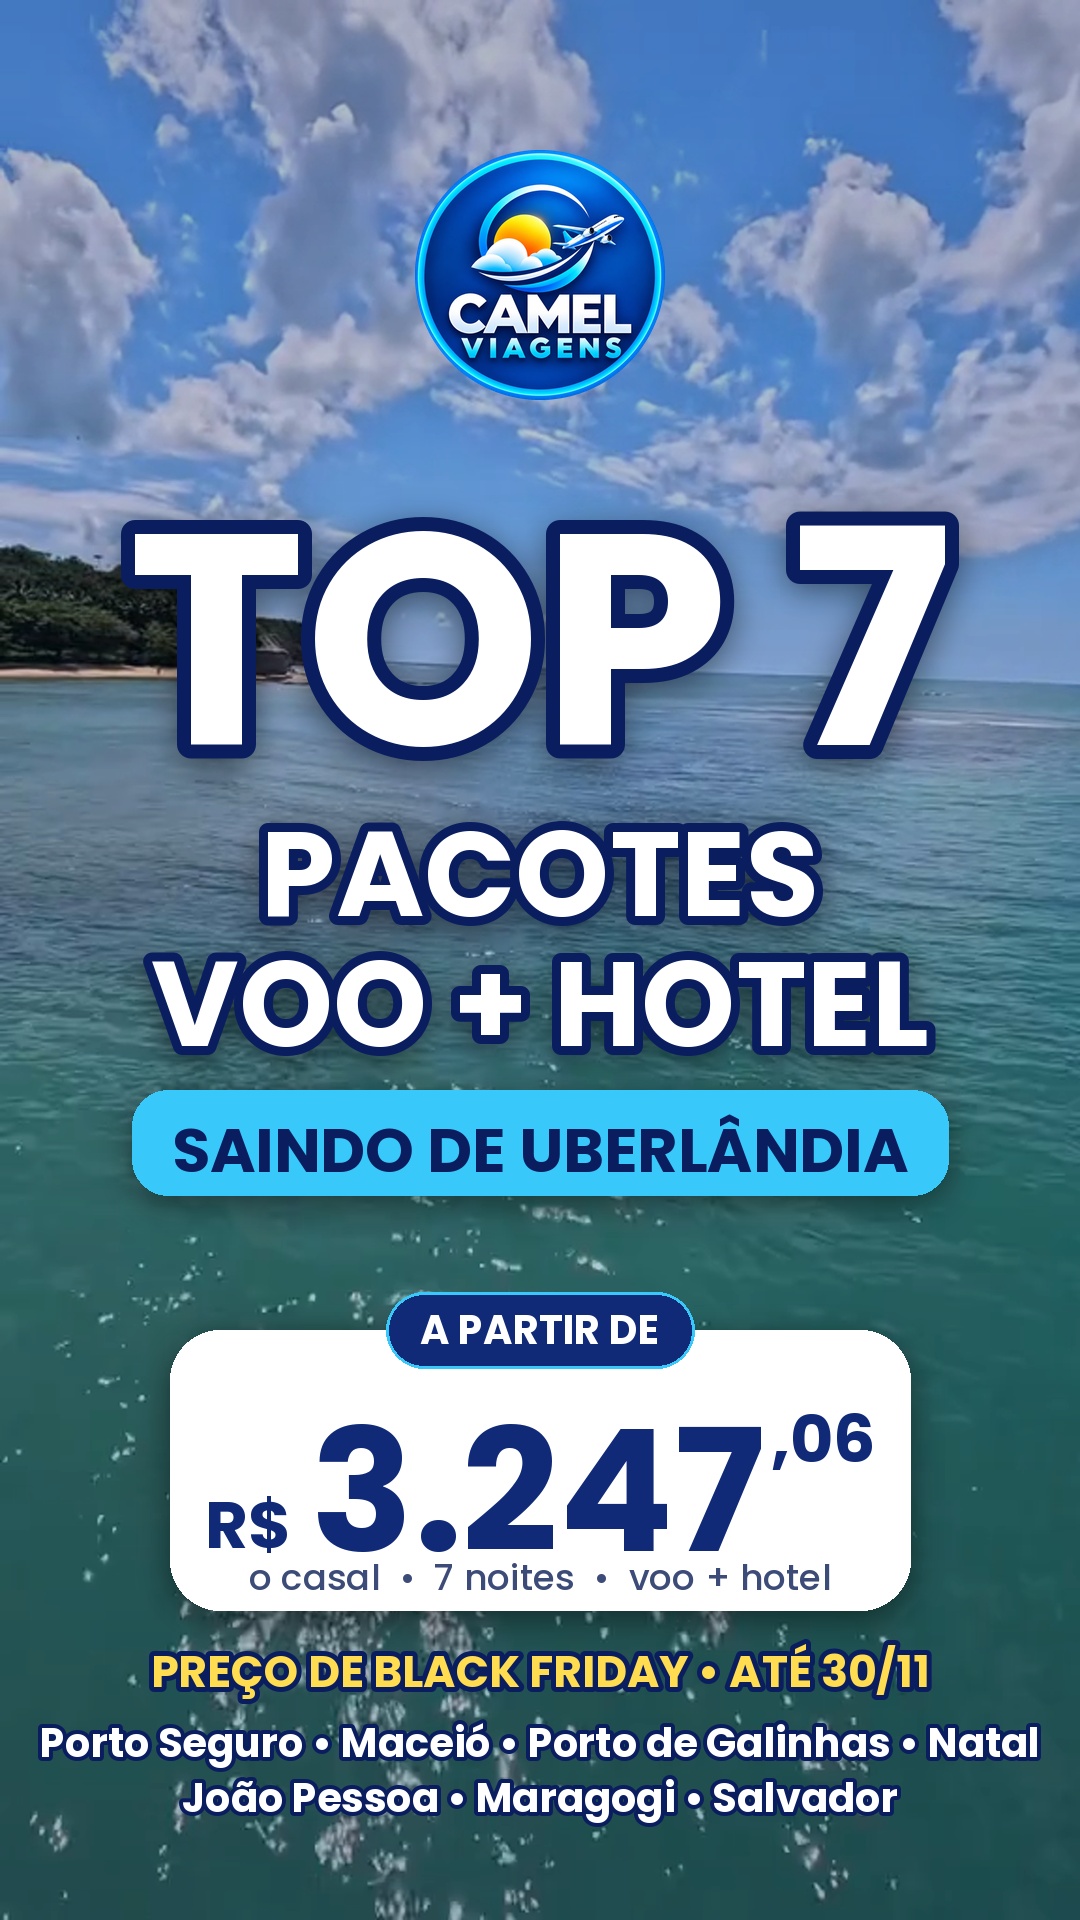 CAMEL
VIAGENS
TOP 7
PACOTES
VOO + HOTEL
SAINDO DE UBERLÂNDIA
A PARTIR DE
R$ 3.247,06
o casal • 7 noites • voo + hotel
PREÇO DE BLACK FRIDAY • ATÉ 30/11
Porto Seguro • Maceió • Porto de Galinhas • Natal
João Pessoa • Maragogi • Salvador